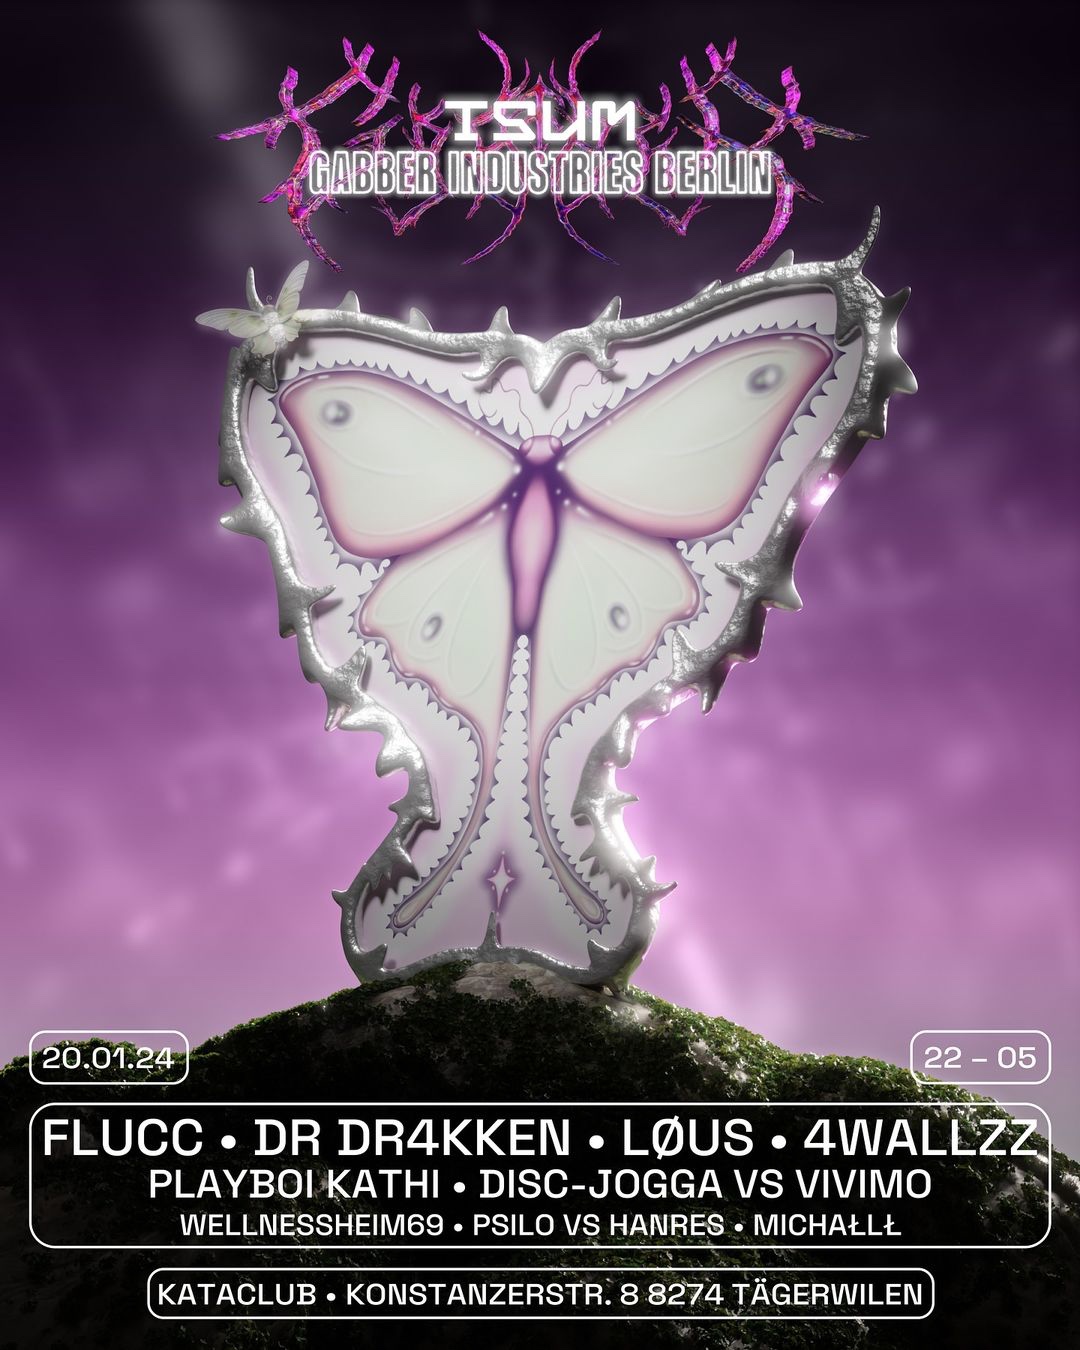 ISUM
GABBER INDUSTRIES BERLIN
20.01.24
22 – 05
FLUCC • DR DR4KKEN • LØUS • 4WALLZZ
PLAYBOI KATHI • DISC-JOGGA VS VIVIMO
WELLNESSHEIM69 • PSILO VS HANRES • MICHAŁLŁ
KATACLUB • KONSTANZERSTR. 8 8274 TÄGERWILEN